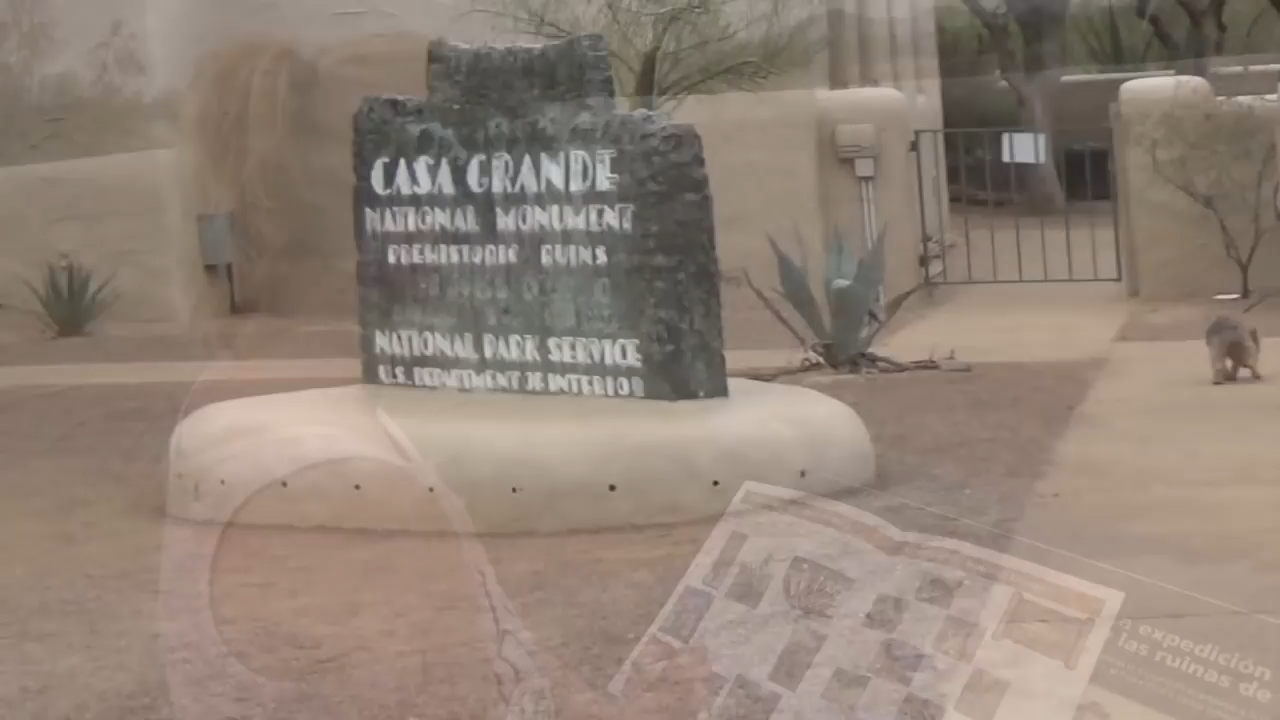 CASA GRANDE
NATIONAL MONUMENT
PREHISTORIC RUINS
NATIONAL PARK SERVICE
U.S. DEPARTMENT OF INTERIOR
expedición
las ruinas de